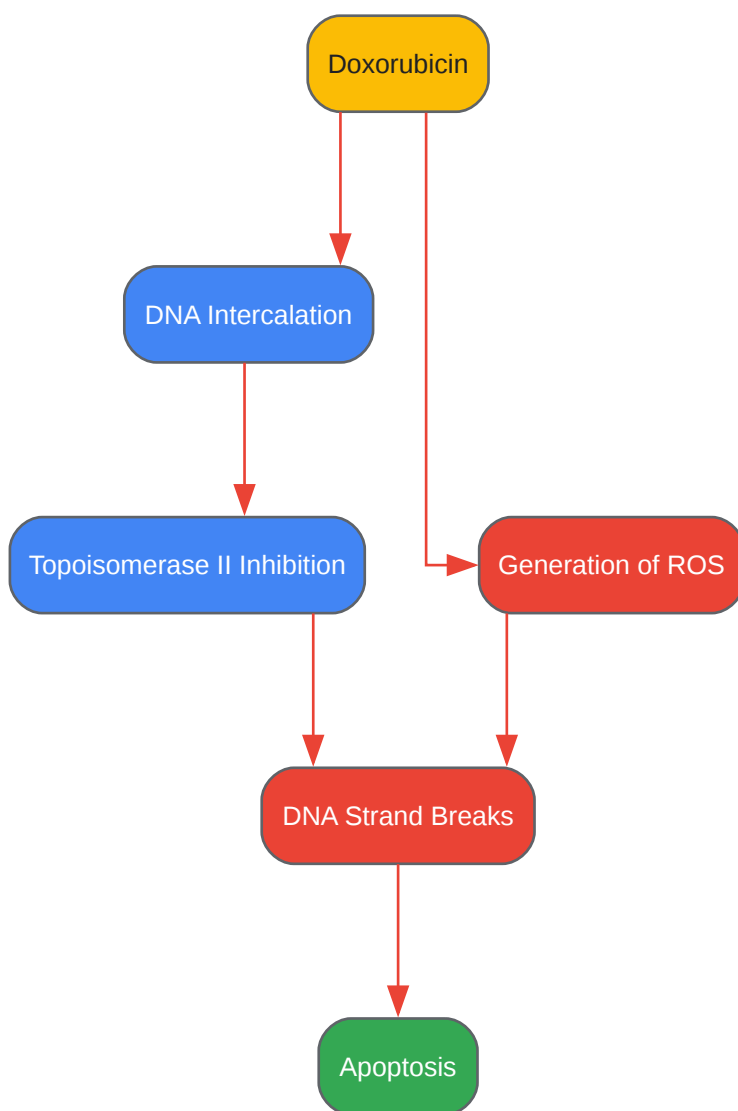 Doxorubicin
DNA Intercalation
Topoisomerase II Inhibition
Generation of ROS
DNA Strand Breaks
Apoptosis